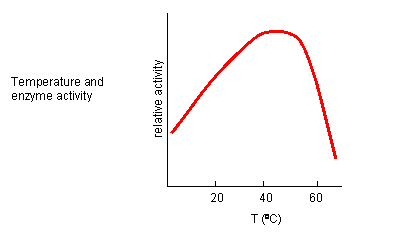 Temperature and
enzyme activity
relative activity
20 40 60
T (ºC)